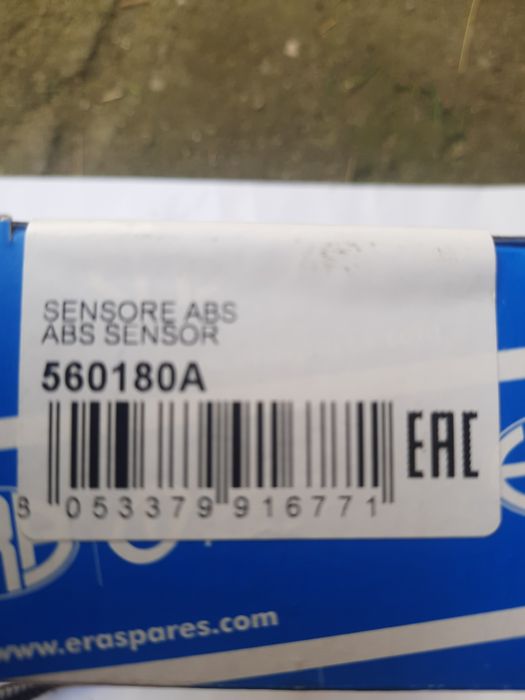 SENSORE ABS
ABS SENSOR
560180A
EAC
8 053379 916771
www.eraspares.com